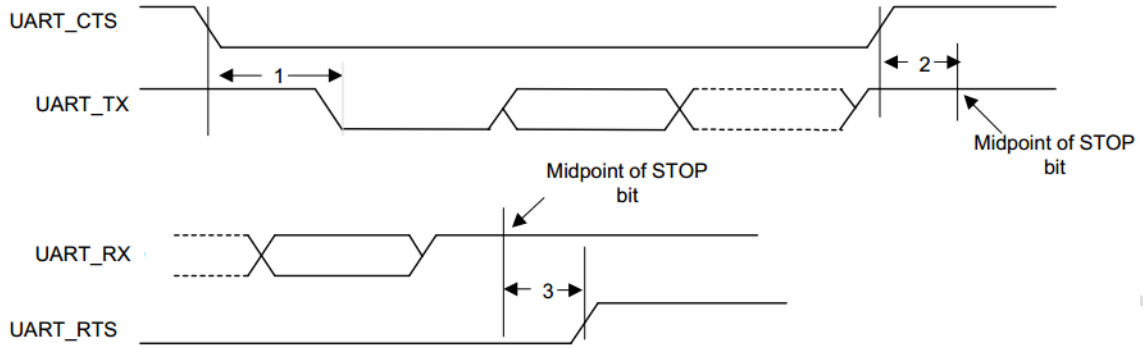 UART_CTS
1
2
UART_TX
Midpoint of STOP
bit
Midpoint of STOP
bit
UART_RX
3
UART_RTS